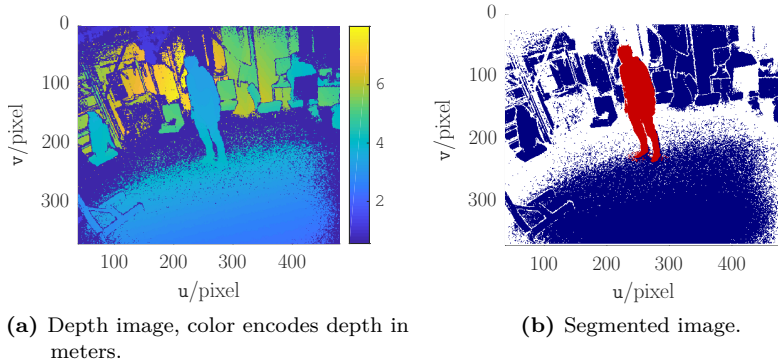 0
100
200
300
v/pixel
100 200 300 400
u/pixel
6
4
2
(a) Depth image, color encodes depth in
meters.
0
100
200
300
v/pixel
100 200 300 400
u/pixel
(b) Segmented image.